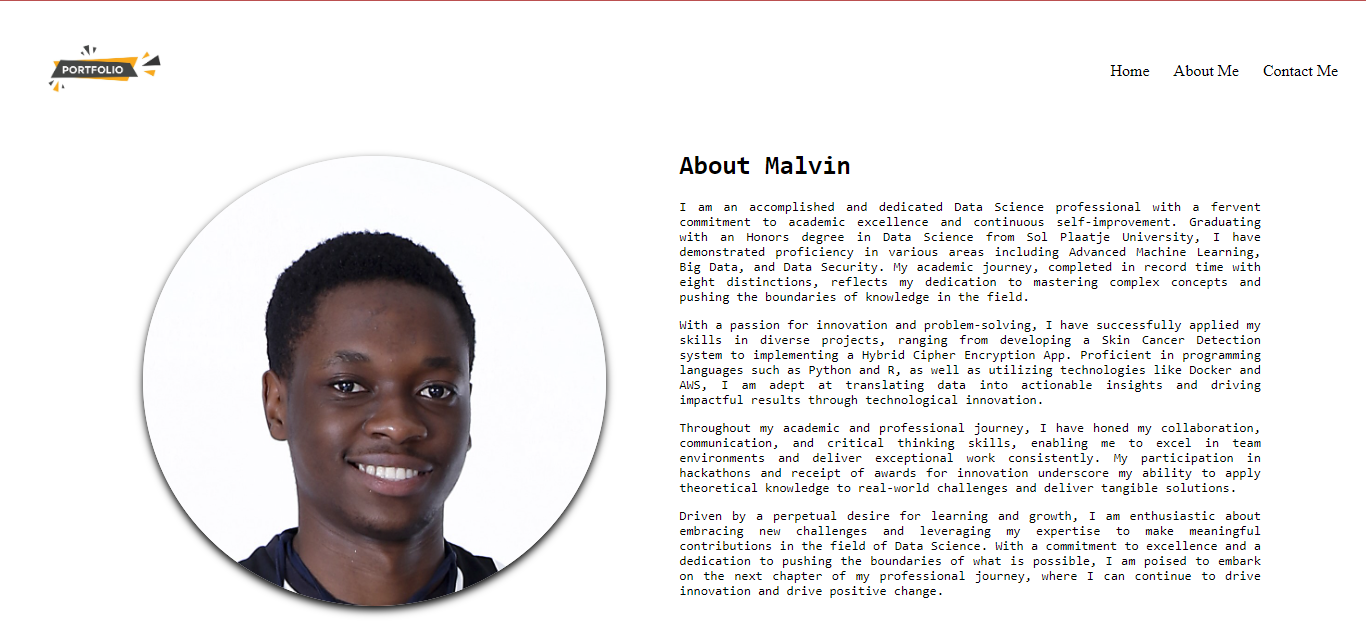 PORTFOLIO
Home About Me Contact Me
About Malvin
I am an accomplished and dedicated Data Science professional with a fervent
commitment to academic excellence and continuous self-improvement. Graduating
with an Honors degree in Data Science from Sol Plaatje University, I have
demonstrated proficiency in various areas including Advanced Machine Learning,
Big Data, and Data Security. My academic journey, completed in record time with
eight distinctions, reflects my dedication to mastering complex concepts and
pushing the boundaries of knowledge in the field.
With a passion for innovation and problem-solving, I have successfully applied my
skills in diverse projects, ranging from developing a Skin Cancer Detection
system to implementing a Hybrid Cipher Encryption App. Proficient in programming
languages such as Python and R, as well as utilizing technologies like Docker and
AWS, I am adept at translating data into actionable insights and driving
impactful results through technological innovation.
Throughout my academic and professional journey, I have honed my collaboration,
communication, and critical thinking skills, enabling me to excel in team
environments and deliver exceptional work consistently. My participation in
hackathons and receipt of awards for innovation underscore my ability to apply
theoretical knowledge to real-world challenges and deliver tangible solutions.
Driven by a perpetual desire for learning and growth, I am enthusiastic about
embracing new challenges and leveraging my expertise to make meaningful
contributions in the field of Data Science. With a commitment to excellence and a
dedication to pushing the boundaries of what is possible, I am poised to embark
on the next chapter of my professional journey, where I can continue to drive
innovation and drive positive change.